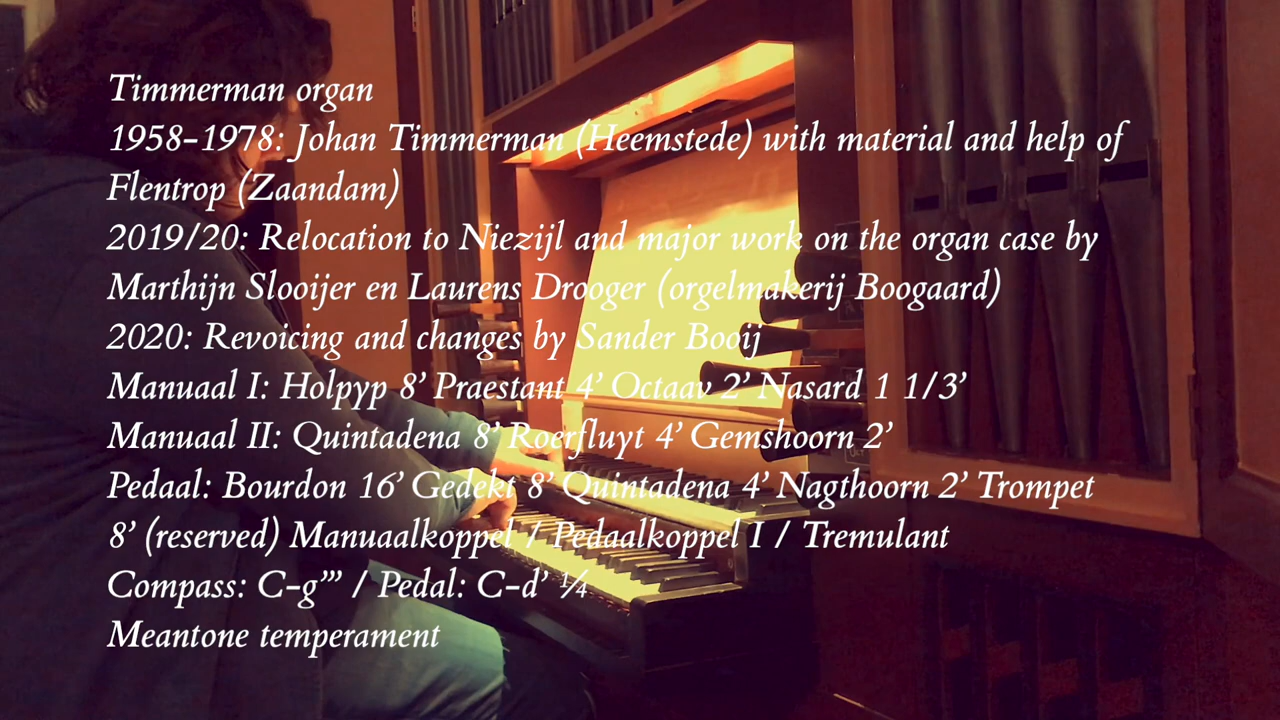 Timmerman organ
1958-1978: Johan Timmerman (Heemstede) with material and help of
Flentrop (Zaandam)
2019/20: Relocation to Niezijl and major work on the organ case by
Marthijn Slooijer en Laurens Drooger (orgelmakerij Boogaard)
2020: Revoicing and changes by Sander Booij
Manuaal I: Holpyp 8’ Praestant 4’ Octaav 2’ Nasard 1 1/3’
Manuaal II: Quintadena 8’ Roerfluyt 4’ Gemshoorn 2’
Pedaal: Bourdon 16’ Gedekt 8’ Quintadena 4’ Nagthoorn 2’ Trompet
8’ (reserved) Manuaalkoppel / Pedaalkoppel I / Tremulant
Compass: C-g’’’ / Pedal: C-d’ ¼
Meantone temperament